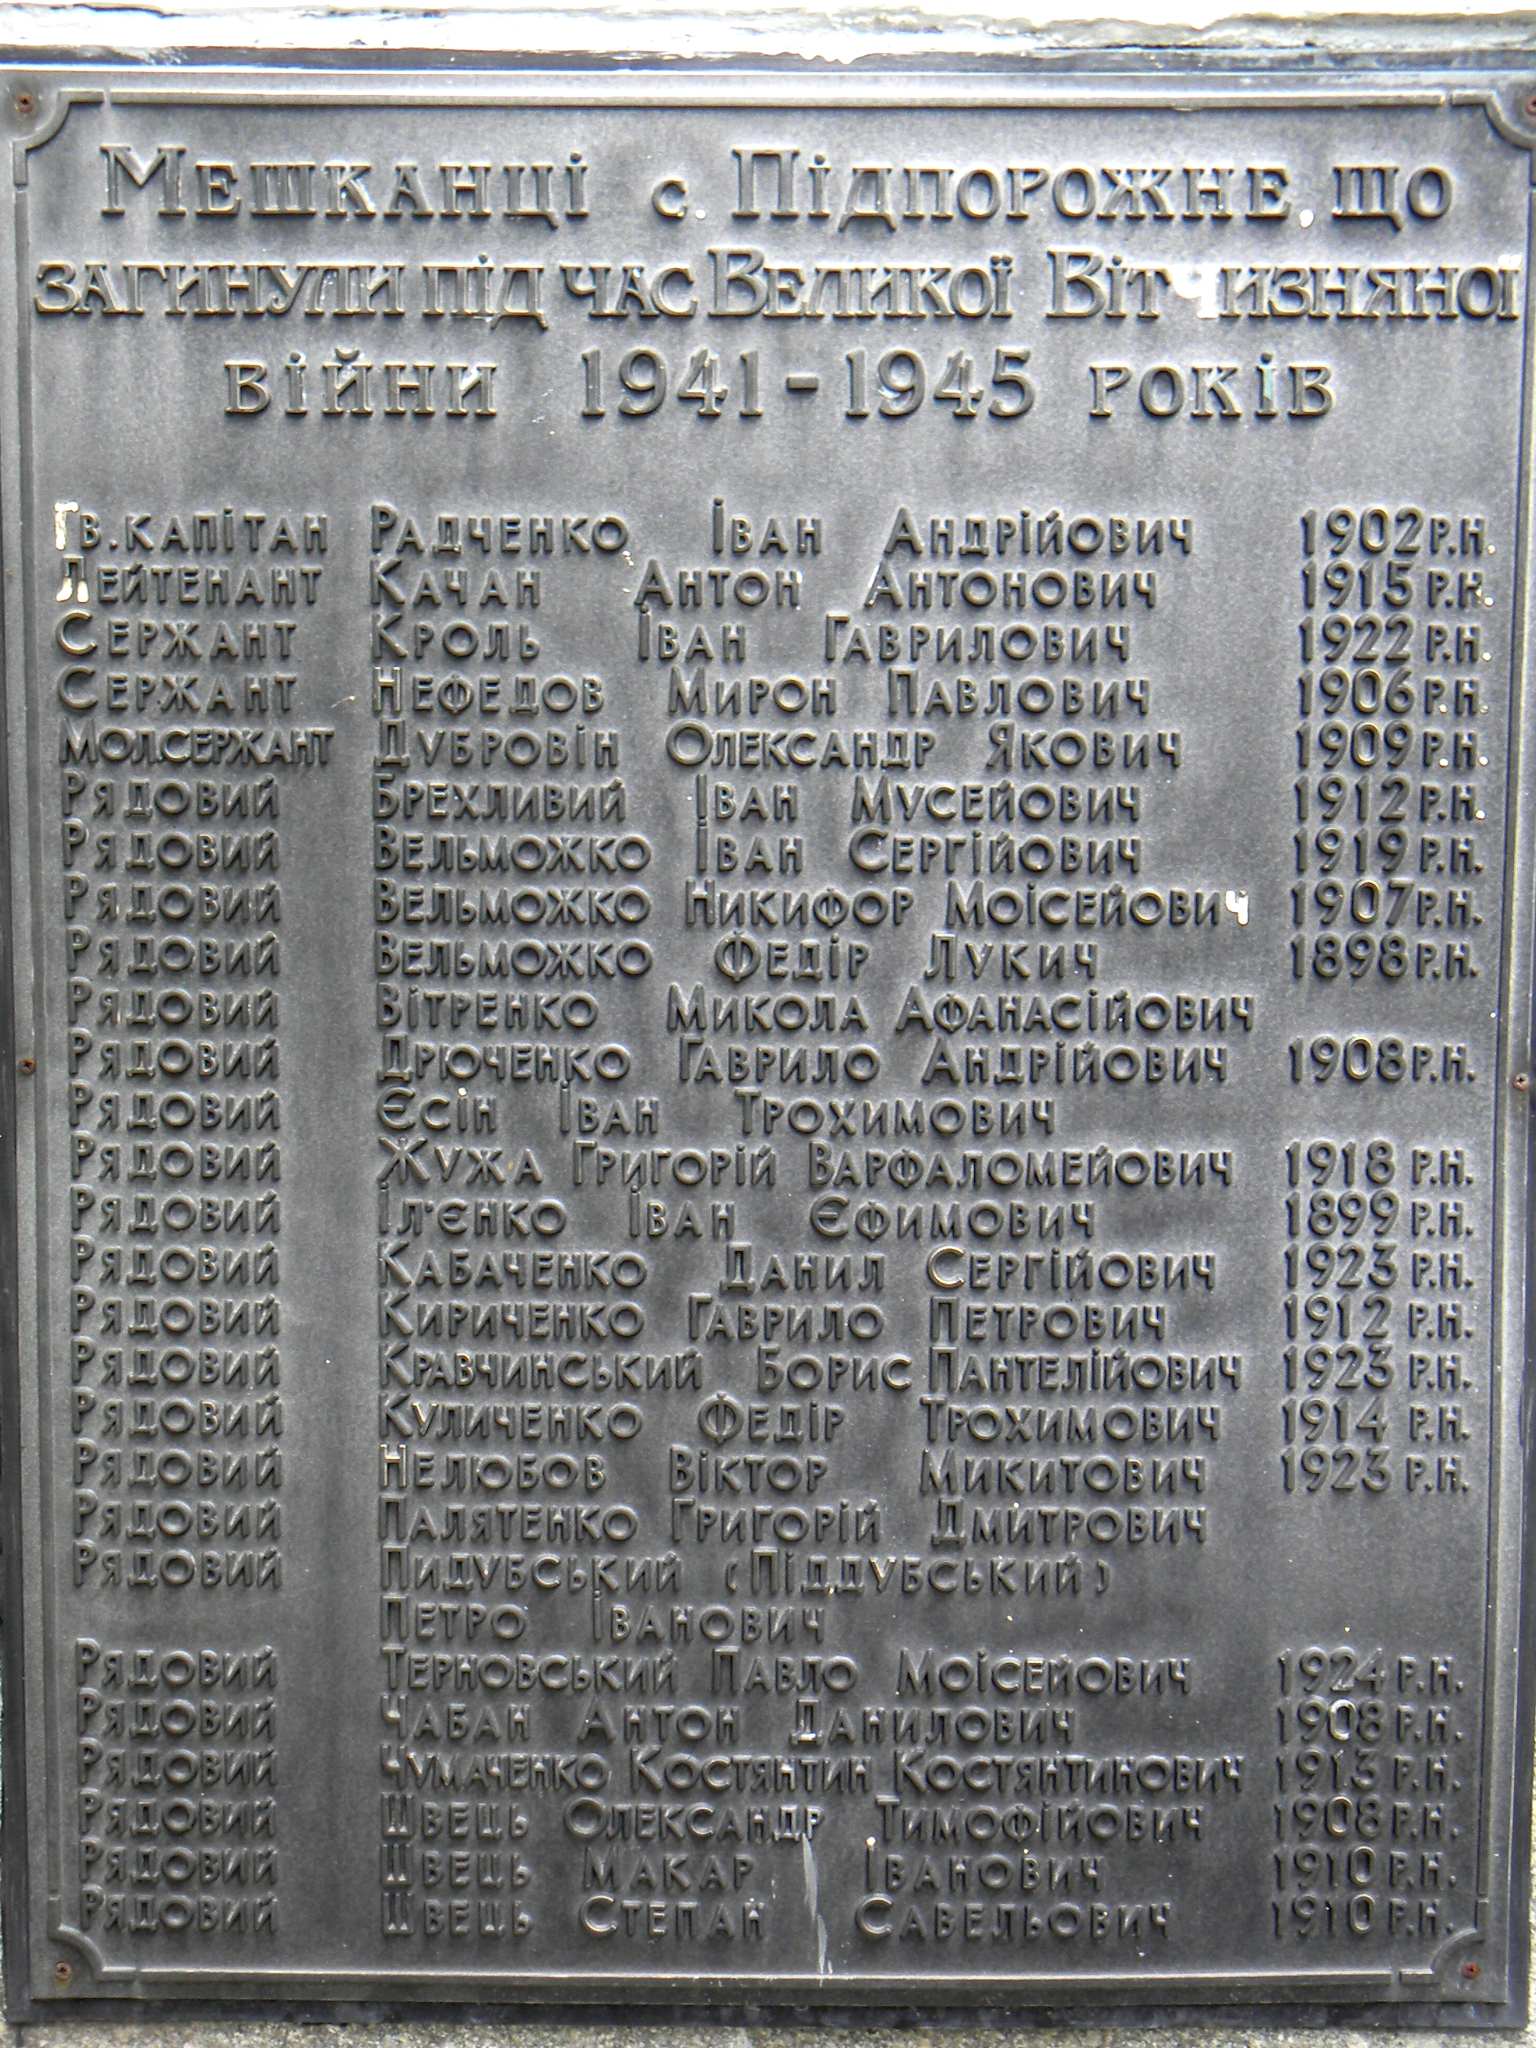 Мешканці с. Підпорожне, що
загинули під час Великої Вітчизняної
війни 1941-1945 років
Гв. капітан Радченко Іван Андрійович 1902 р.н.
Лейтенант Качан Антон Антонович 1915 р.н.
Сержант Кроль Іван Гаврилович 1922 р.н.
Сержант Нефедов Мирон Павлович 1906 р.н.
Мол.сержант Дубровін Олександр Якович 1909 р.н.
Рядовий Брехливий Іван Мусейович 1912 р.н.
Рядовий Вельможко Іван Сергійович 1919 р.н.
Рядовий Вельможко Никифор Моісейович 1907 р.н.
Рядовий Вельможко Федір Лукич 1898 р.н.
Рядовий Вітренко Микола Афанасійович
Рядовий Дрюченко Гаврило Андрійович 1908 р.н.
Рядовий Єсін Іван Трохимович
Рядовий Жужа Григорій Варфаломейович 1918 р.н.
Рядовий Іл'єнко Іван Єфимович 1899 р.н.
Рядовий Кабаченко Данил Сергійович 1923 р.н.
Рядовий Кириченко Гаврило Петрович 1912 р.н.
Рядовий Кравчинський Борис Пантелійович 1923 р.н.
Рядовий Куличенко Федір Трохимович 1914 р.н.
Рядовий Нелюбов Віктор Микитович 1923 р.н.
Рядовий Палятенко Григорій Дмитрович
Рядовий Пидубський (Піддубський)
Петро Іванович
Рядовий Терновський Павло Моісейович 1924 р.н.
Рядовий Чабан Антон Данилович 1908 р.н.
Рядовий Чумаченко Костянтин Костянтинович 1913 р.н.
Рядовий Швець Олександр Тимофійович 1908 р.н.
Рядовий Швець Макар Іванович 1910 р.н.
Рядовий Швець Степан Савельович 1910 р.н.